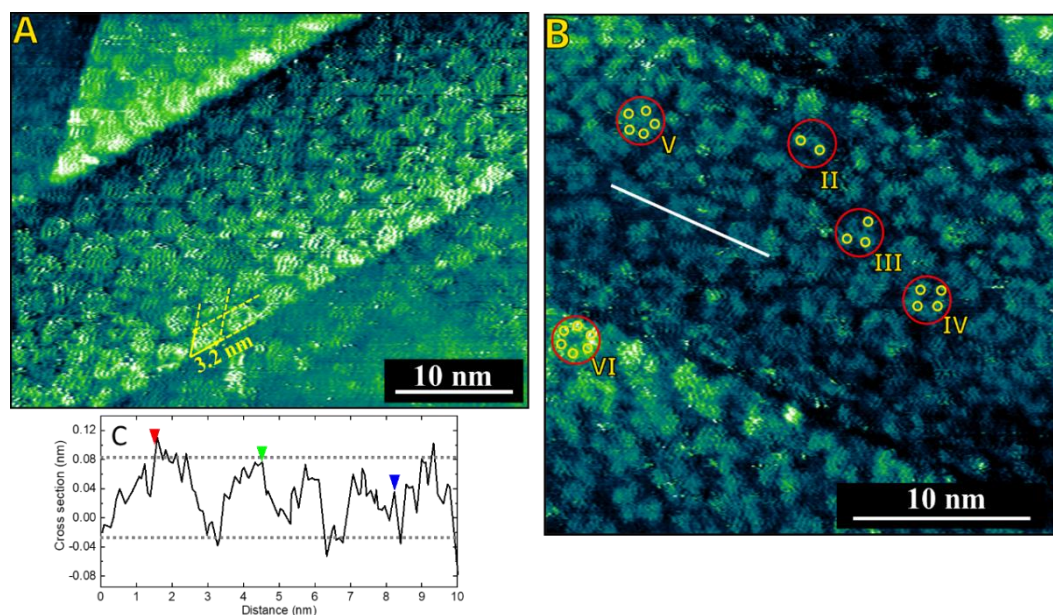 A
3.2 nm
10 nm
B
V
II
III
IV
VI
10 nm
C
Cross section (nm)
0.12
0.08
0.04
0.00
-0.04
-0.08
0 1 2 3 4 5 6 7 8 9 10
Distance (nm)